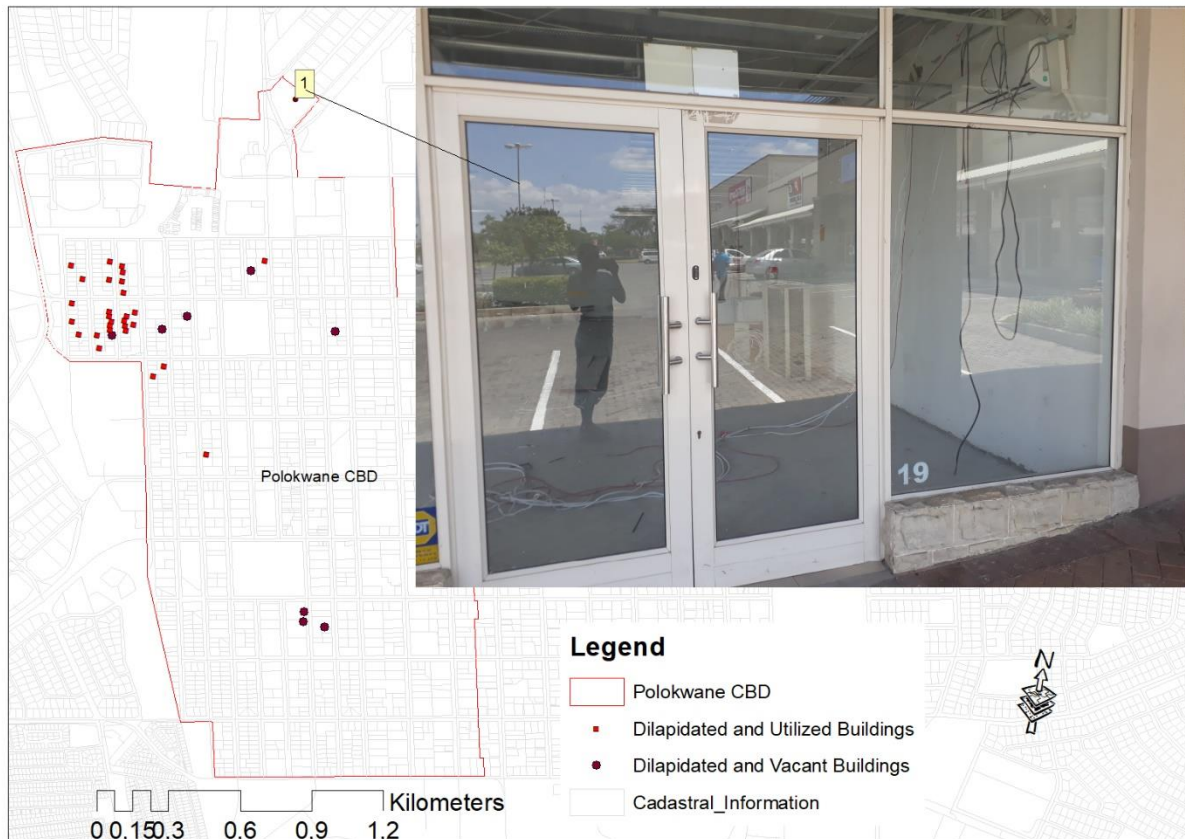 1
19
Polokwane CBD
Legend
Polokwane CBD
Dilapidated and Utilized Buildings
Dilapidated and Vacant Buildings
Cadastral_Information
N
Kilometers
0 0.15 0.3 0.6 0.9 1.2